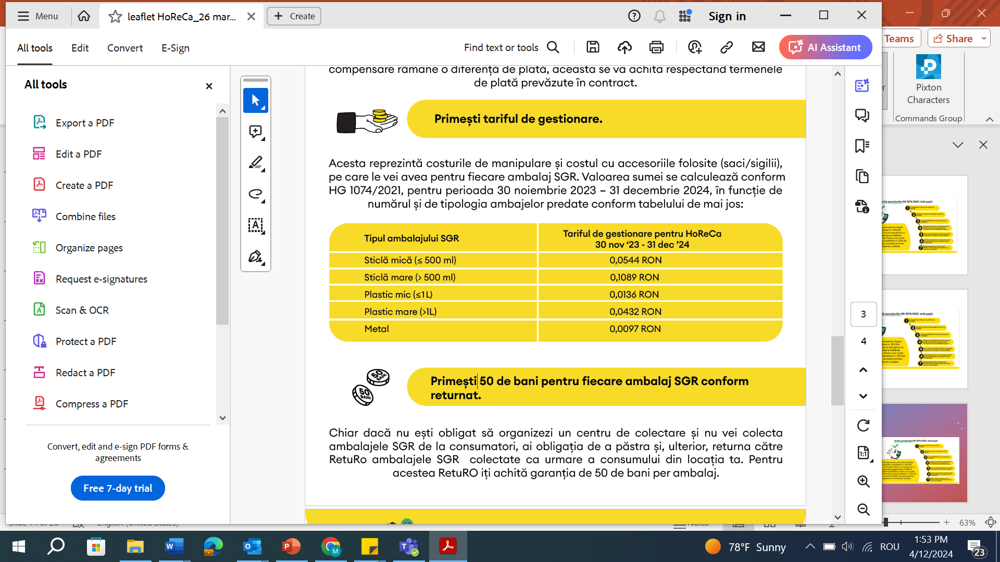 Menu
leaflet HoReCa_26 mar...
Create
Sign in
Teams
Share
All tools
Edit
Convert
E-Sign
Find text or tools
AI Assistant
Pixton
Characters
Commands Group
All tools
Export a PDF
Edit a PDF
Create a PDF
Combine files
Organize pages
Request e-signatures
Scan & OCR
Protect a PDF
Redact a PDF
Compress a PDF
Convert, edit and e-sign PDF forms &
agreements
Free 7-day trial
compensare rămâne o diferență de plată, aceasta se va achita respectând termenele
de plată prevăzute în contract.
Primești tariful de gestionare.
Acesta reprezintă costurile de manipulare și costul cu accesoriile folosite (saci/sigilii),
pe care le vei avea pentru fiecare ambalaj SGR. Valoarea sumei se calculează conform
HG 1074/2021, pentru perioada 30 noiembrie 2023 – 31 decembrie 2024, în funcție de
numărul și de tipologia ambajelor predate conform tabelului de mai jos:
Tipul ambalajului SGR
Tariful de gestionare pentru HoReCa
30 nov ‘23 - 31 dec ’24
Sticlă mică (≤ 500 ml) 0,0544 RON
Sticlă mare (> 500 ml) 0,1089 RON
Plastic mic (≤1L) 0,0136 RON
Plastic mare (>1L) 0,0432 RON
Metal 0,0097 RON
50
BANI
50
BANI
Primești 50 de bani pentru fiecare ambalaj SGR conform
returnat.
Chiar dacă nu ești obligat să organizezi un centru de colectare și nu vei colecta
ambalajele SGR de la consumatori, ai obligația de a păstra și, ulterior, returna către
RetuRo ambalajele SGR colectate ca urmare a consumului din locația ta. Pentru
acestea RetuRO iți achită garanția de 50 de bani per ambalaj.
3
4
1:1
63%
78°F Sunny
ROU
1:53 PM
4/12/2024
23